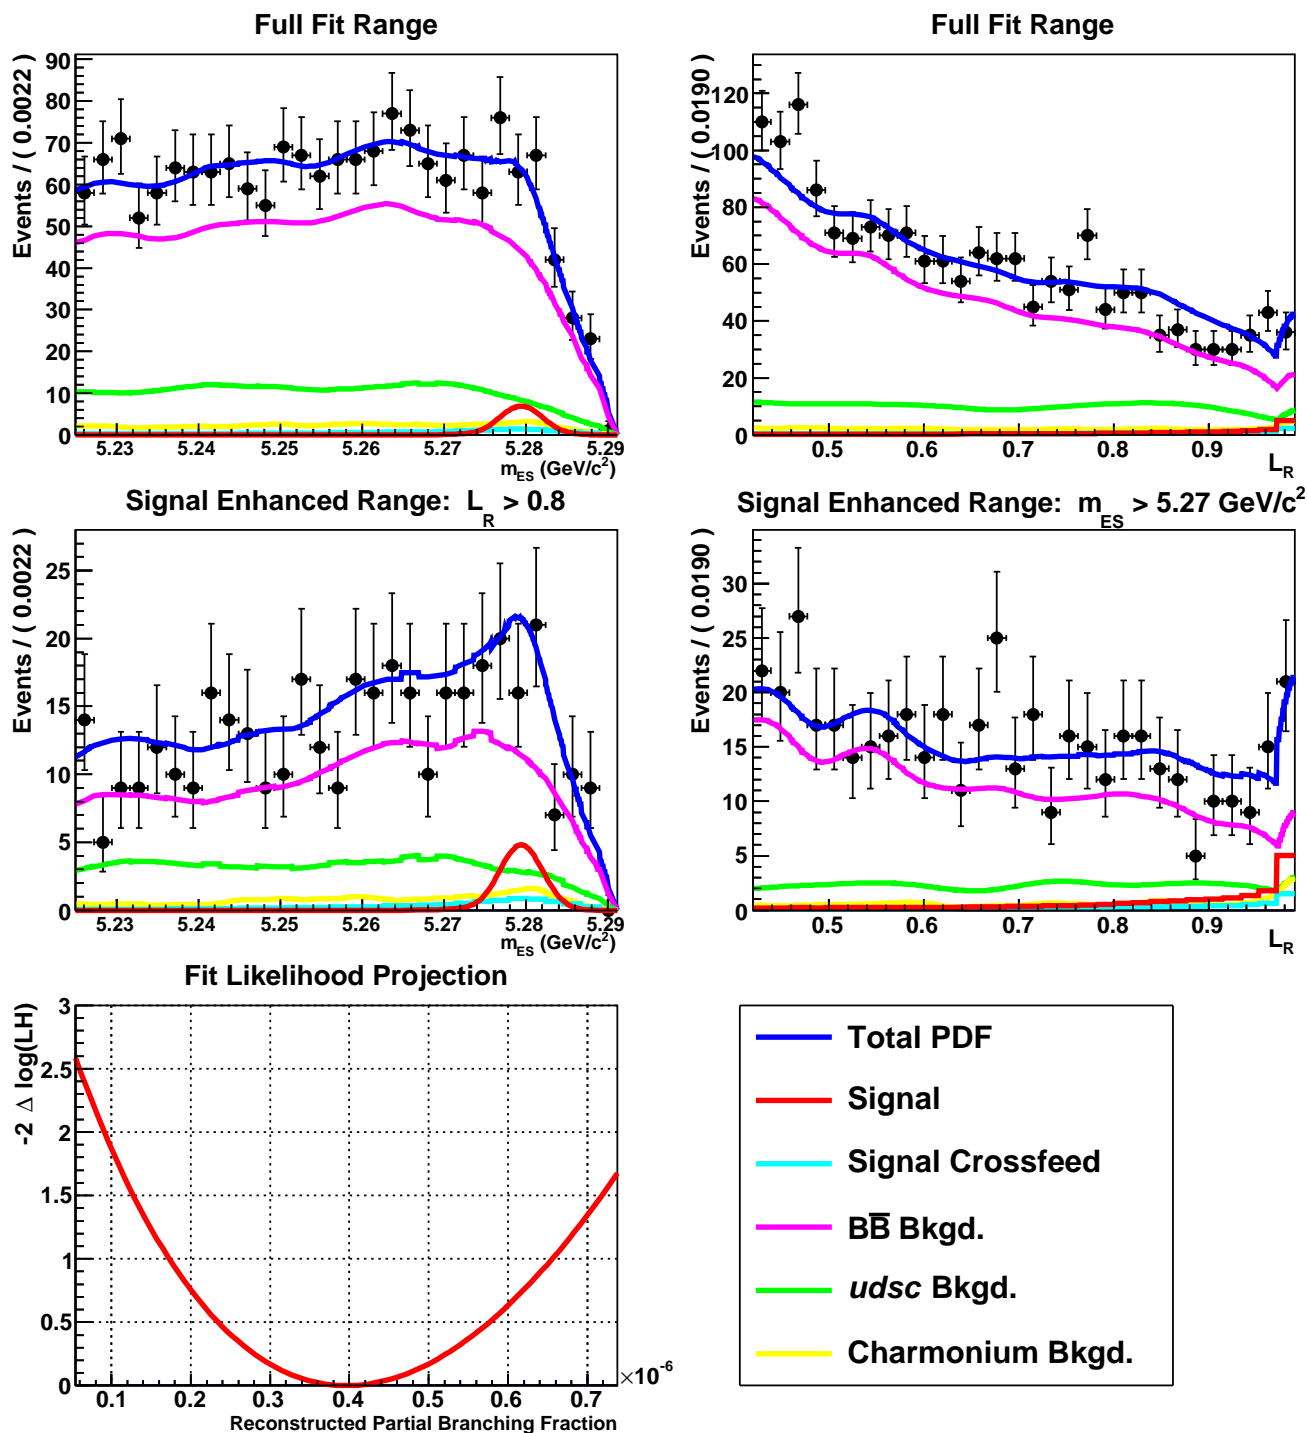 Full Fit Range
Events / ( 0.0022
90
80
70
60
50
40
30
20
10
0
5.23 5.24 5.25 5.26 5.27 5.28 5.29
m_ES (GeV/c²)
Full Fit Range
Events / ( 0.0190
120
100
80
60
40
20
0
0.5 0.6 0.7 0.8 0.9
L_R
Signal Enhanced Range: L_R > 0.8
Events / ( 0.0022
25
20
15
10
5
0
5.23 5.24 5.25 5.26 5.27 5.28 5.29
m_ES (GeV/c²)
Signal Enhanced Range: m_ES > 5.27 GeV/c²
Events / ( 0.0190
35
30
25
20
15
10
5
0
0.5 0.6 0.7 0.8 0.9
L_R
Fit Likelihood Projection
-2 Δ log(LH)
3
2.5
2
1.5
1
0.5
0
0.1 0.2 0.3 0.4 0.5 0.6 0.7
×10⁻⁶
Reconstructed Partial Branching Fraction
Total PDF
Signal
Signal Crossfeed
BB̅ Bkgd.
udsc Bkgd.
Charmonium Bkgd.